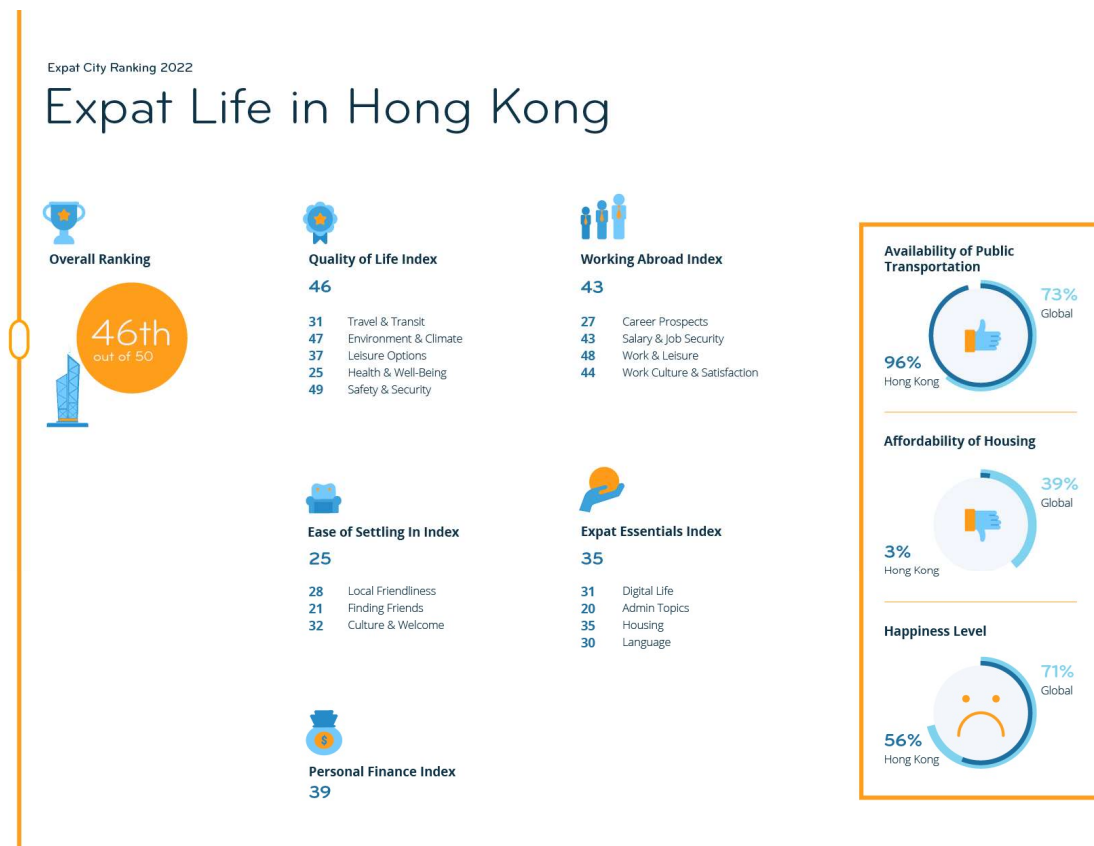 Expat City Ranking 2022
Expat Life in Hong Kong
Overall Ranking
46th
out of 50
Quality of Life Index
46
31 Travel & Transit
47 Environment & Climate
37 Leisure Options
25 Health & Well-Being
49 Safety & Security
Working Abroad Index
43
27 Career Prospects
43 Salary & Job Security
48 Work & Leisure
44 Work Culture & Satisfaction
Ease of Settling In Index
25
28 Local Friendliness
21 Finding Friends
32 Culture & Welcome
Expat Essentials Index
35
31 Digital Life
20 Admin Topics
35 Housing
30 Language
Personal Finance Index
$
39
Availability of Public
Transportation
73%
Global
96%
Hong Kong
Affordability of Housing
39%
Global
3%
Hong Kong
Happiness Level
71%
Global
56%
Hong Kong